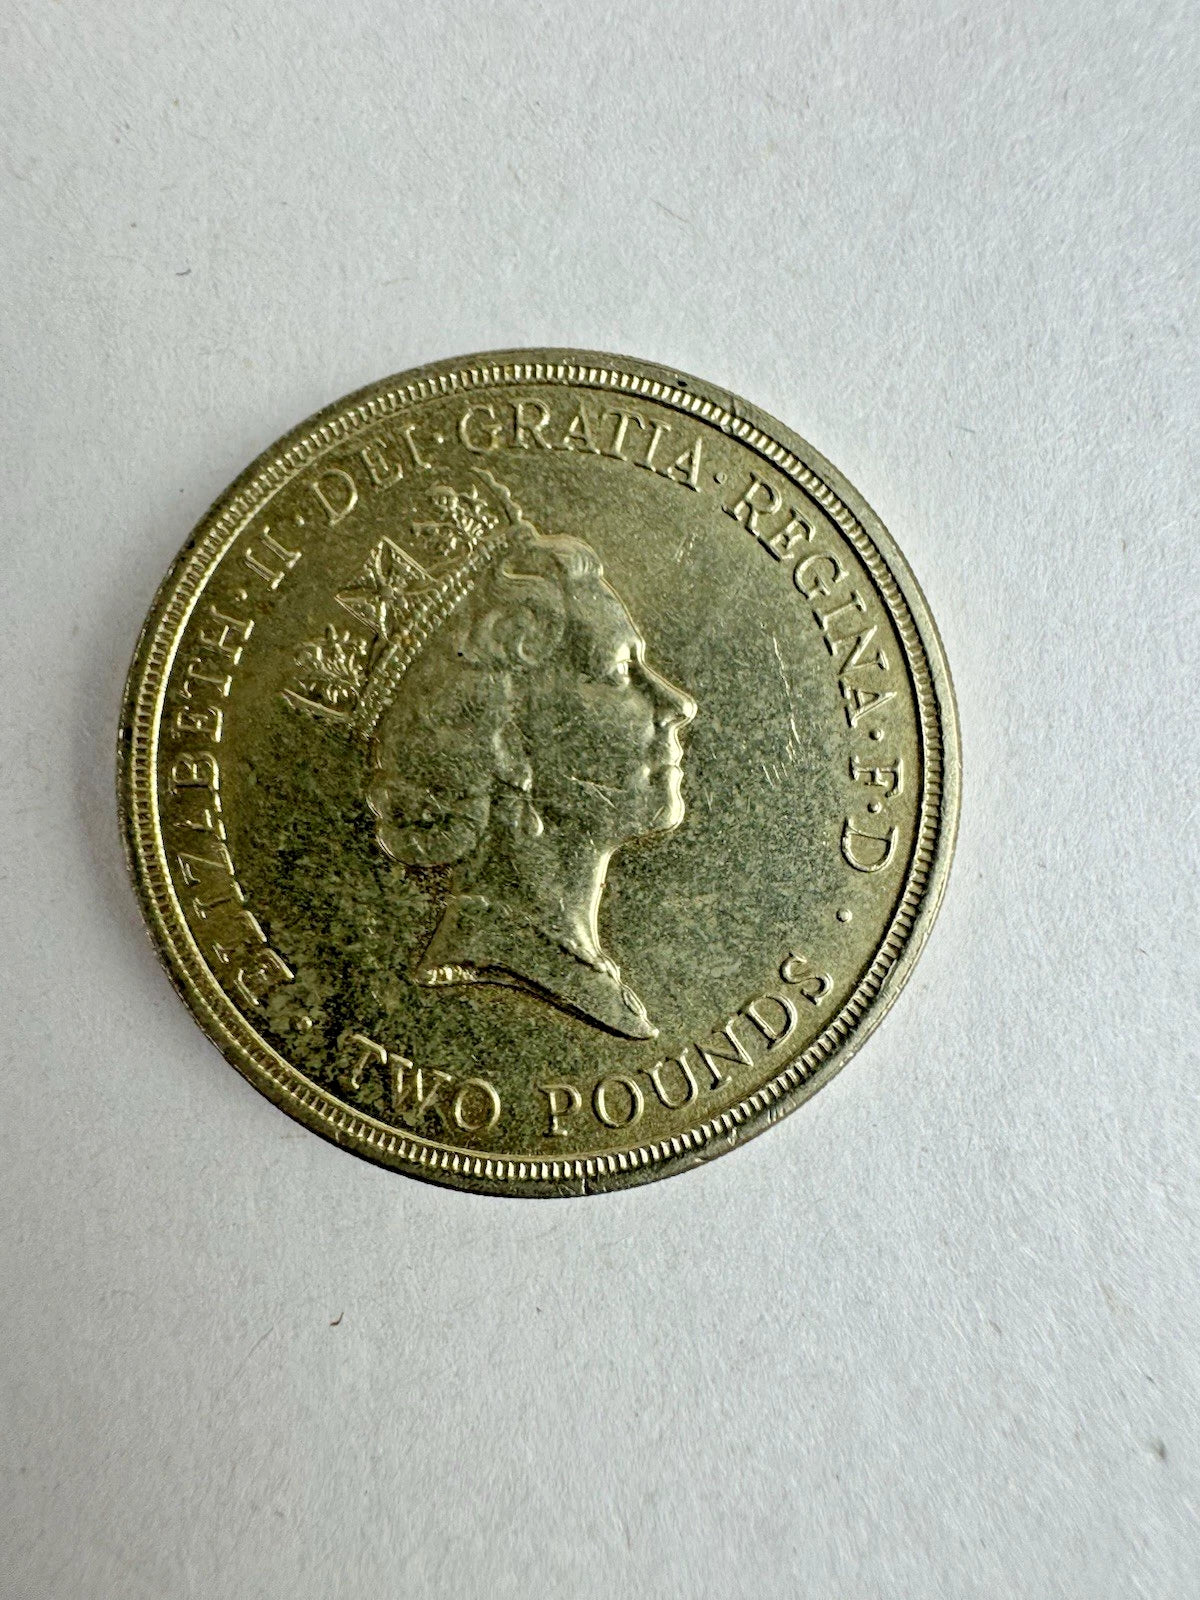 ELIZABETH · II · DEI · GRATIA · REGINA · F · D ·
TWO POUNDS ·